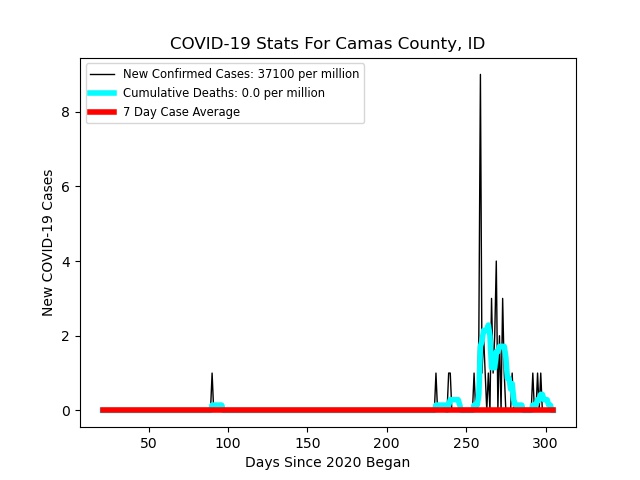 COVID-19 Stats For Camas County, ID
New Confirmed Cases: 37100 per million
Cumulative Deaths: 0.0 per million
7 Day Case Average
New COVID-19 Cases
8
6
4
2
0
50 100 150 200 250 300
Days Since 2020 Began